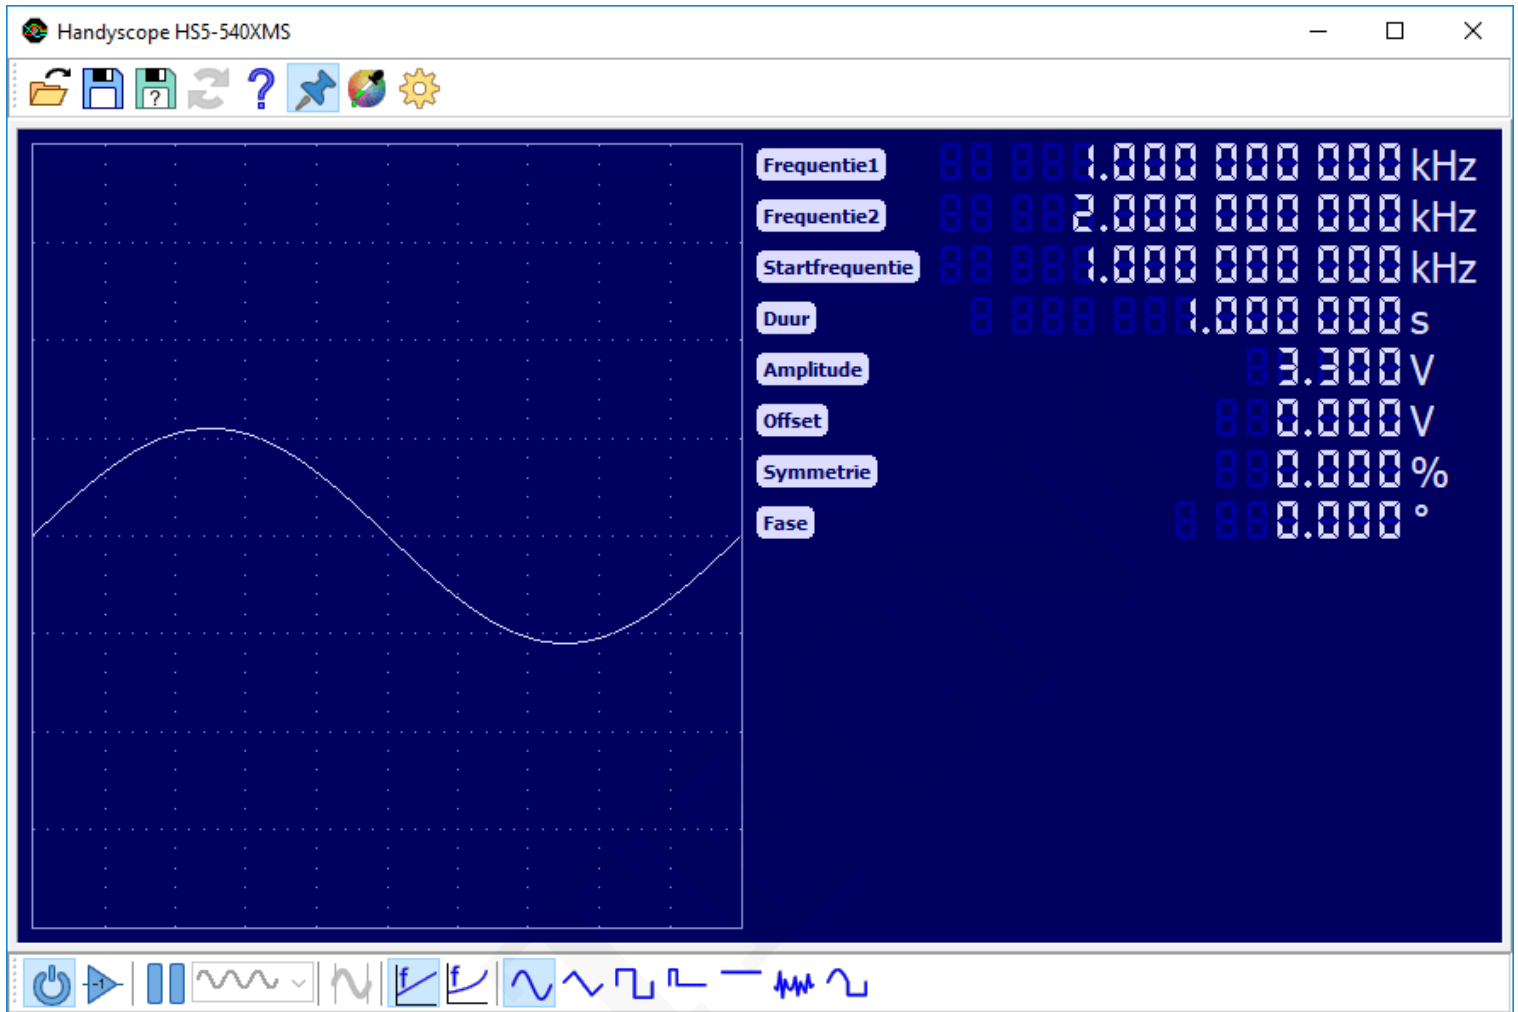 Handyscope HS5-540XMS
Frequentie1 1.000 000 000 kHz
Frequentie2 2.000 000 000 kHz
Startfrequentie 1.000 000 000 kHz
Duur 1.000 000 s
Amplitude 3.300 V
Offset 0.000 V
Symmetrie 0.000 %
Fase 0.000 °
-1 f f